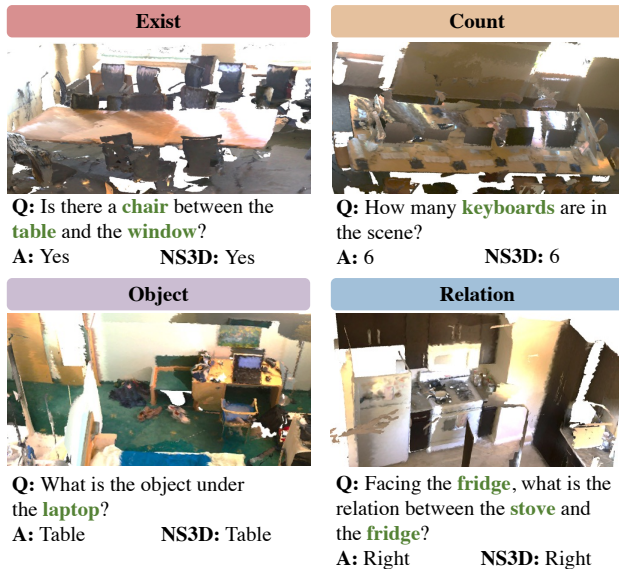 Exist
Q: Is there a chair between the
table and the window?
A: Yes NS3D: Yes
Count
Q: How many keyboards are in
the scene?
A: 6 NS3D: 6
Object
Q: What is the object under
the laptop?
A: Table NS3D: Table
Relation
Q: Facing the fridge, what is the
relation between the stove and
the fridge?
A: Right NS3D: Right